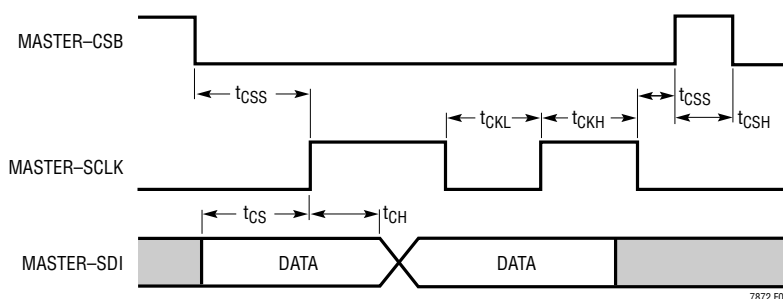 MASTER–CSB
tCSS
tCSS
tCKL
tCKH
tCSH
MASTER–SCLK
tCS
tCH
MASTER–SDI
DATA
DATA